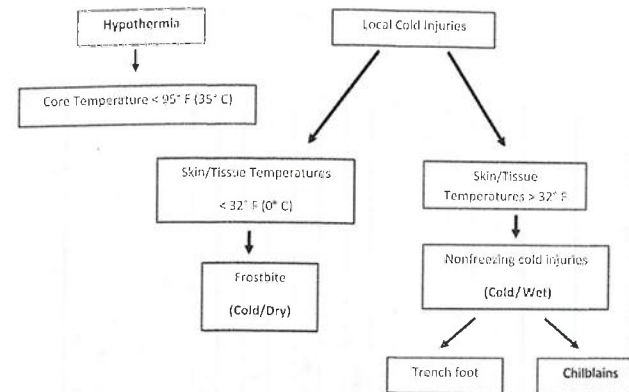 Hypothermia
Local Cold Injuries
Core Temperature < 95° F (35° C)
Skin/Tissue Temperatures
< 32° F (0° C)
Skin/Tissue
Temperatures > 32° F
Frostbite
(Cold/Dry)
Nonfreezing cold injuries
(Cold/Wet)
Trench foot
Chilblains